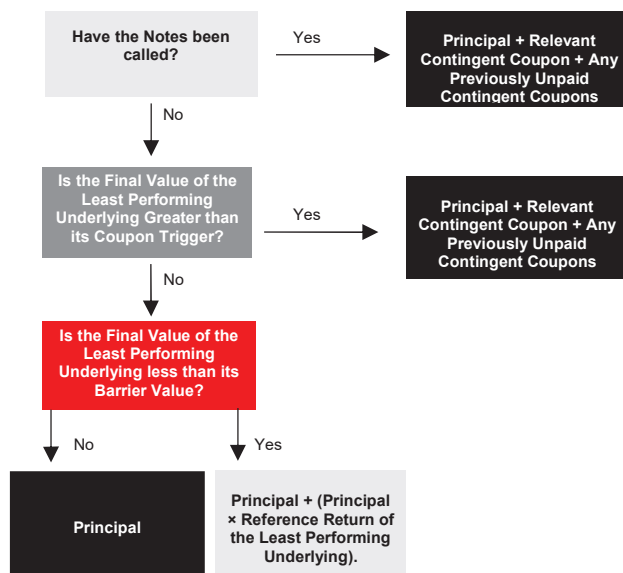 Have the Notes been
called?
Yes
Principal + Relevant
Contingent Coupon + Any
Previously Unpaid
Contingent Coupons
No
Is the Final Value of the
Least Performing
Underlying Greater than
its Coupon Trigger?
Yes
Principal + Relevant
Contingent Coupon + Any
Previously Unpaid
Contingent Coupons
No
Is the Final Value of the
Least Performing
Underlying less than its
Barrier Value?
No
Yes
Principal
Principal + (Principal
× Reference Return of
the Least Performing
Underlying).